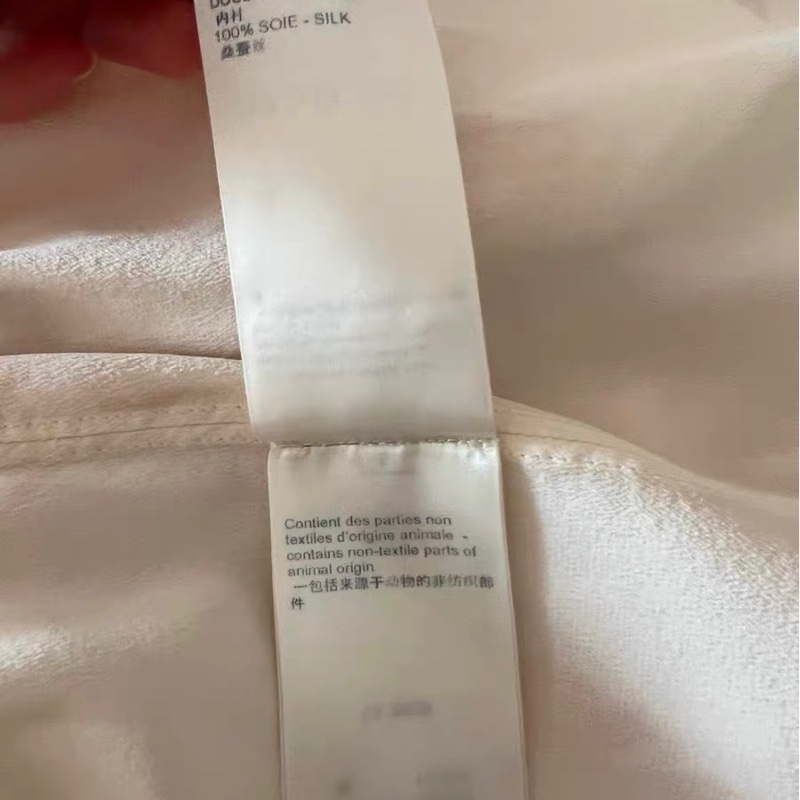 内衬
100% SOIE - SILK
桑蚕丝
Contient des parties non
textiles d'origine animale -
contains non-textile parts of
animal origin
一包括来源于动物的非纺织部
件